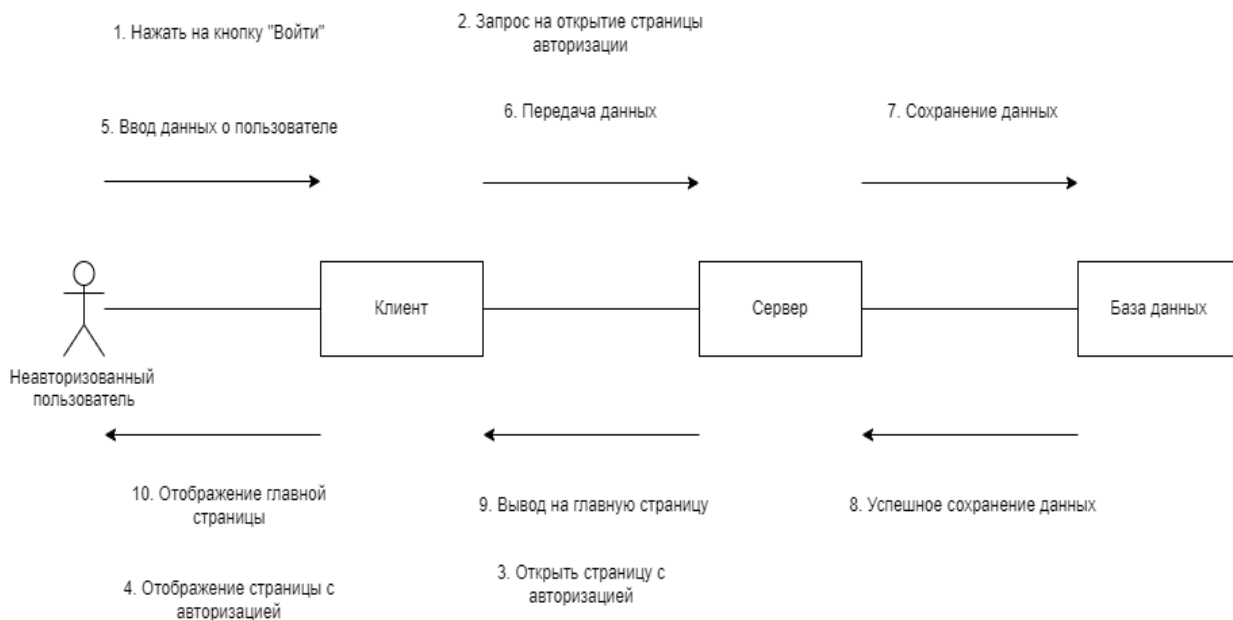 1. Нажать на кнопку "Войти"
2. Запрос на открытие страницы
авторизации
5. Ввод данных о пользователе
6. Передача данных
7. Сохранение данных
Клиент
Сервер
База данных
Неавторизованный
пользователь
10. Отображение главной
страницы
9. Вывод на главную страницу
8. Успешное сохранение данных
4. Отображение страницы с
авторизацией
3. Открыть страницу с
авторизацией